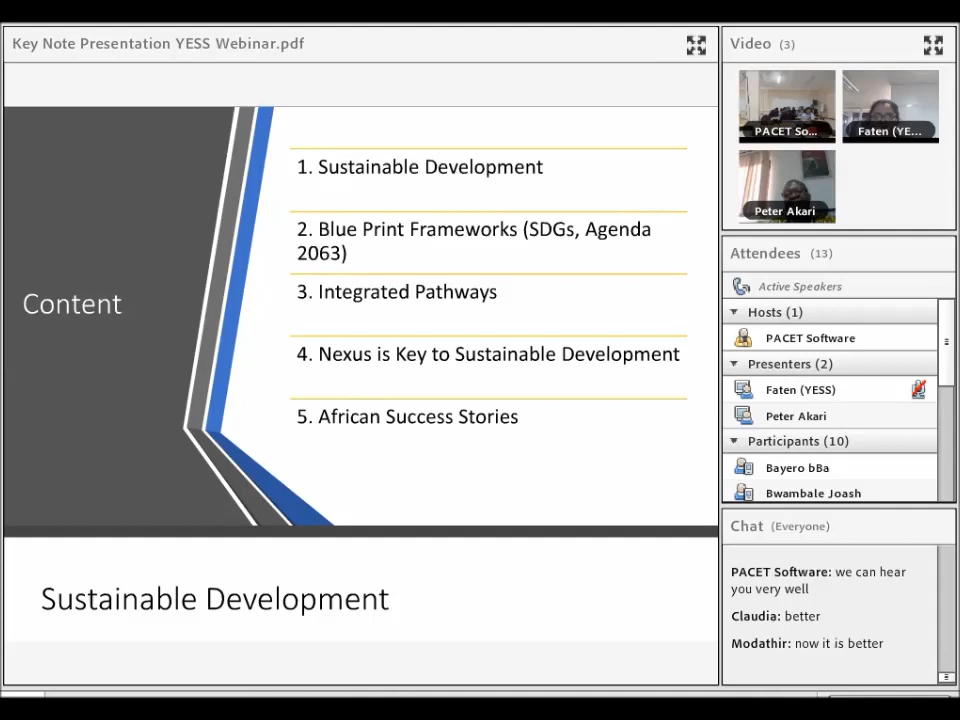 Key Note Presentation YESS Webinar.pdf
Content
1. Sustainable Development
2. Blue Print Frameworks (SDGs, Agenda
2063)
3. Integrated Pathways
4. Nexus is Key to Sustainable Development
5. African Success Stories
Sustainable Development
Video (3)
PACET So...
Faten (YE...
Peter Akari
Attendees (13)
Active Speakers
Hosts (1)
PACET Software
Presenters (2)
Faten (YESS)
Peter Akari
Participants (10)
Bayero bBa
Bwambale Joash
Chat (Everyone)
PACET Software: we can hear
you very well
Claudia: better
Modathir: now it is better